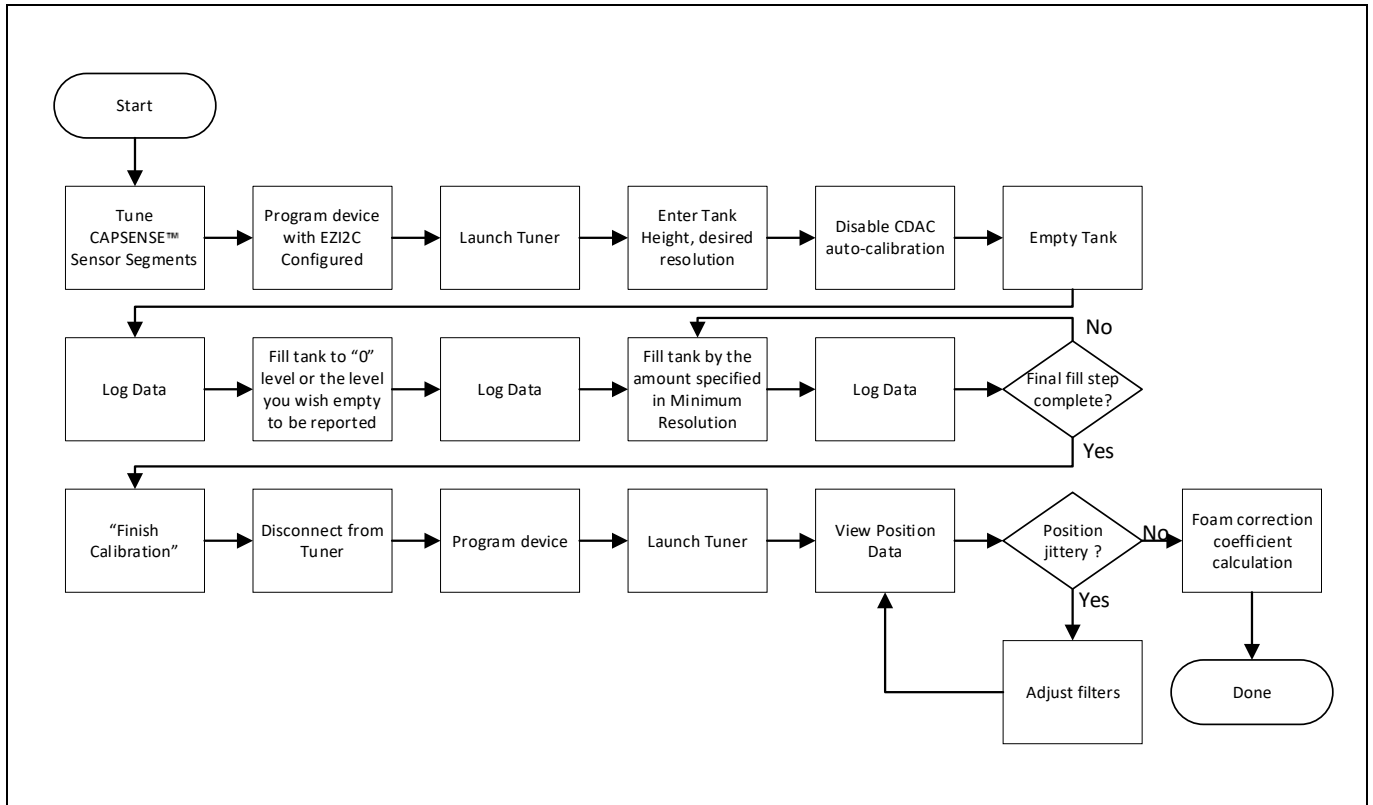 Start
Tune
CAPSENSE™
Sensor Segments
Program device
with EZI2C
Configured
Launch Tuner
Enter Tank
Height, desired
resolution
Disable CDAC
auto-calibration
Empty Tank
Log Data
Fill tank to “0”
level or the level
you wish empty
to be reported
Log Data
Fill tank by the
amount specified
in Minimum
Resolution
Log Data
Final fill step
complete?
No
Yes
“Finish
Calibration”
Disconnect from
Tuner
Program device
Launch Tuner
View Position
Data
Position
jittery ?
No
Foam correction
coefficient
calculation
Yes
Adjust filters
Done